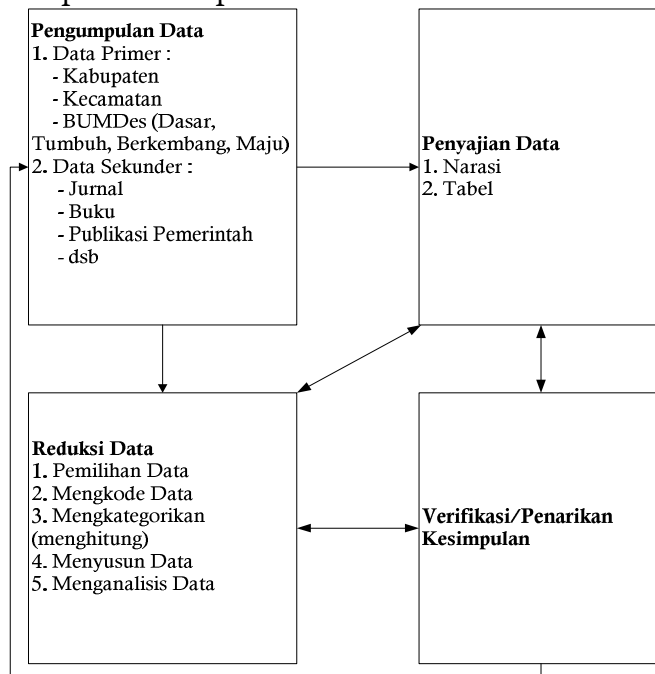 Pengumpulan Data
1. Data Primer :
- Kabupaten
- Kecamatan
- BUMDes (Dasar,
Tumbuh, Berkembang, Maju)
2. Data Sekunder :
- Jurnal
- Buku
- Publikasi Pemerintah
- dsb
Penyajian Data
1. Narasi
2. Tabel
Reduksi Data
1. Pemilihan Data
2. Mengkode Data
3. Mengkategorikan
(menghitung)
4. Menyusun Data
5. Menganalisis Data
Verifikasi/Penarikan
Kesimpulan